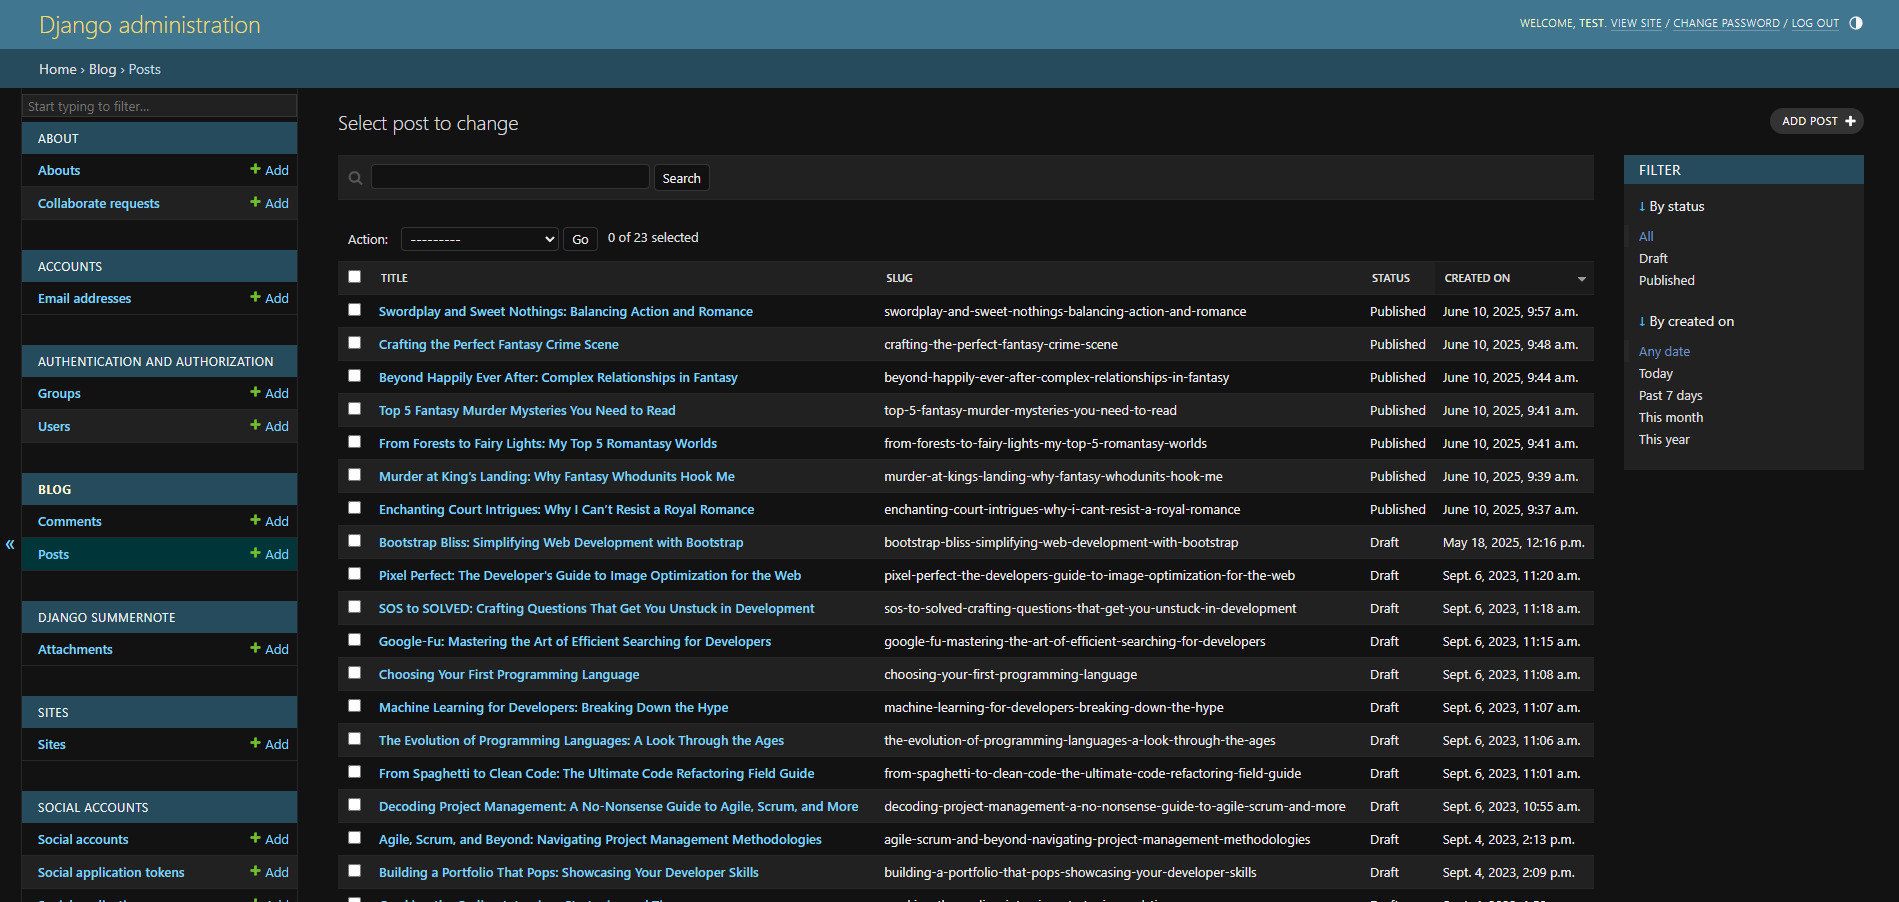 Django administration
WELCOME, TEST. VIEW SITE / CHANGE PASSWORD / LOG OUT
Home › Blog › Posts
Start typing to filter...
ABOUT
Abouts + Add
Collaborate requests + Add
ACCOUNTS
Email addresses + Add
AUTHENTICATION AND AUTHORIZATION
Groups + Add
Users + Add
BLOG
Comments + Add
Posts + Add
DJANGO SUMMERNOTE
Attachments + Add
SITES
Sites + Add
SOCIAL ACCOUNTS
Social accounts + Add
Social application tokens + Add
«
Select post to change
ADD POST +
Search
Action: --------- Go 0 of 23 selected
TITLE SLUG STATUS CREATED ON
Swordplay and Sweet Nothings: Balancing Action and Romance swordplay-and-sweet-nothings-balancing-action-and-romance Published June 10, 2025, 9:57 a.m.
Crafting the Perfect Fantasy Crime Scene crafting-the-perfect-fantasy-crime-scene Published June 10, 2025, 9:48 a.m.
Beyond Happily Ever After: Complex Relationships in Fantasy beyond-happily-ever-after-complex-relationships-in-fantasy Published June 10, 2025, 9:44 a.m.
Top 5 Fantasy Murder Mysteries You Need to Read top-5-fantasy-murder-mysteries-you-need-to-read Published June 10, 2025, 9:41 a.m.
From Forests to Fairy Lights: My Top 5 Romantasy Worlds from-forests-to-fairy-lights-my-top-5-romantasy-worlds Published June 10, 2025, 9:41 a.m.
Murder at King’s Landing: Why Fantasy Whodunits Hook Me murder-at-kings-landing-why-fantasy-whodunits-hook-me Published June 10, 2025, 9:39 a.m.
Enchanting Court Intrigues: Why I Can’t Resist a Royal Romance enchanting-court-intrigues-why-i-cant-resist-a-royal-romance Published June 10, 2025, 9:37 a.m.
Bootstrap Bliss: Simplifying Web Development with Bootstrap bootstrap-bliss-simplifying-web-development-with-bootstrap Draft May 18, 2025, 12:16 p.m.
Pixel Perfect: The Developer's Guide to Image Optimization for the Web pixel-perfect-the-developers-guide-to-image-optimization-for-the-web Draft Sept. 6, 2023, 11:20 a.m.
SOS to SOLVED: Crafting Questions That Get You Unstuck in Development sos-to-solved-crafting-questions-that-get-you-unstuck-in-development Draft Sept. 6, 2023, 11:18 a.m.
Google-Fu: Mastering the Art of Efficient Searching for Developers google-fu-mastering-the-art-of-efficient-searching-for-developers Draft Sept. 6, 2023, 11:15 a.m.
Choosing Your First Programming Language choosing-your-first-programming-language Draft Sept. 6, 2023, 11:08 a.m.
Machine Learning for Developers: Breaking Down the Hype machine-learning-for-developers-breaking-down-the-hype Draft Sept. 6, 2023, 11:07 a.m.
The Evolution of Programming Languages: A Look Through the Ages the-evolution-of-programming-languages-a-look-through-the-ages Draft Sept. 6, 2023, 11:06 a.m.
From Spaghetti to Clean Code: The Ultimate Code Refactoring Field Guide from-spaghetti-to-clean-code-the-ultimate-code-refactoring-field-guide Draft Sept. 6, 2023, 11:01 a.m.
Decoding Project Management: A No-Nonsense Guide to Agile, Scrum, and More decoding-project-management-a-no-nonsense-guide-to-agile-scrum-and-more Draft Sept. 6, 2023, 10:55 a.m.
Agile, Scrum, and Beyond: Navigating Project Management Methodologies agile-scrum-and-beyond-navigating-project-management-methodologies Draft Sept. 4, 2023, 2:13 p.m.
Building a Portfolio That Pops: Showcasing Your Developer Skills building-a-portfolio-that-pops-showcasing-your-developer-skills Draft Sept. 4, 2023, 2:09 p.m.
FILTER
↓ By status
All
Draft
Published
↓ By created on
Any date
Today
Past 7 days
This month
This year